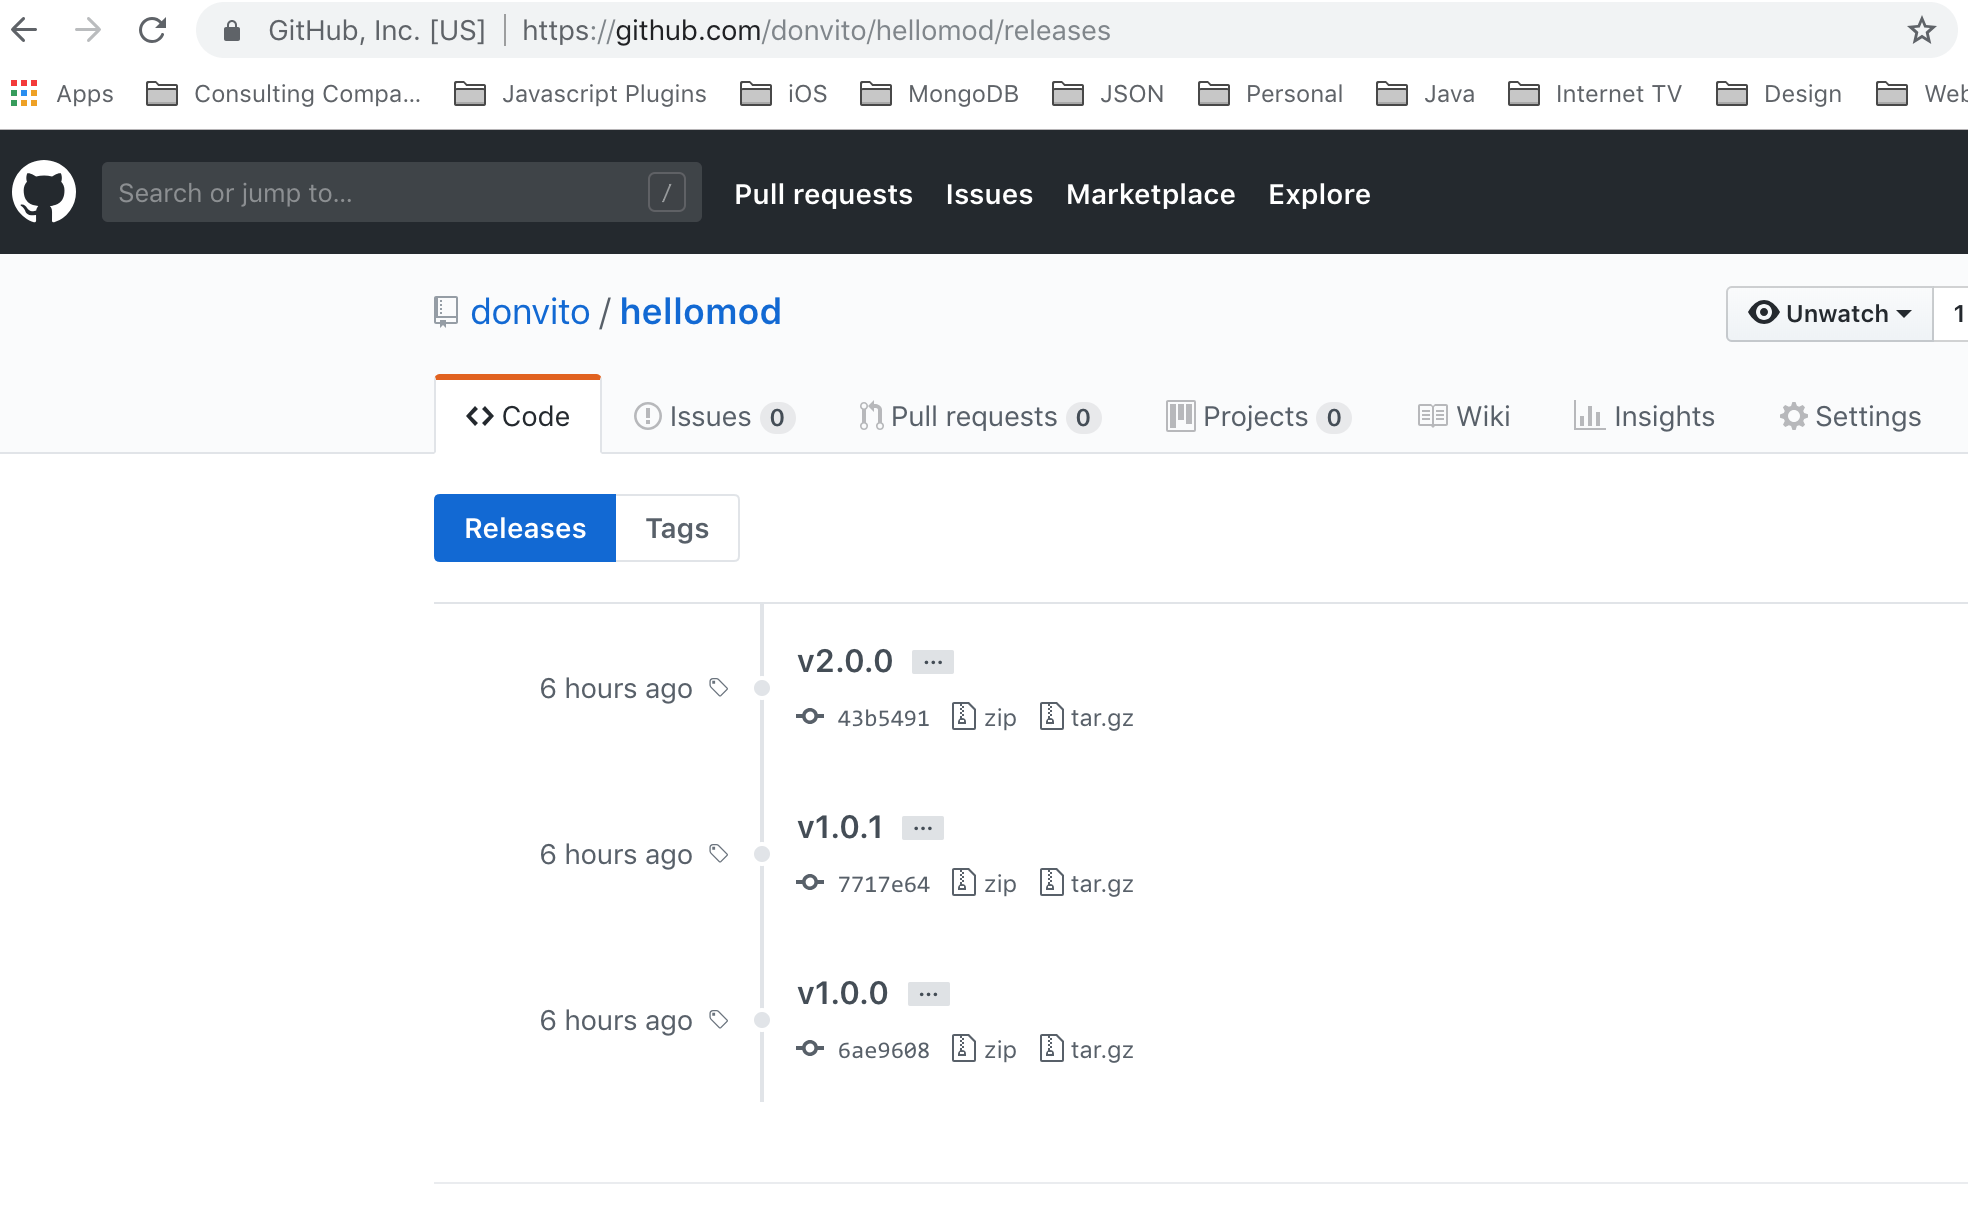 GitHub, Inc. [US] | https://github.com/donvito/hellomod/releases
Apps Consulting Compa... Javascript Plugins iOS MongoDB JSON Personal Java Internet TV Design Web
Search or jump to... / Pull requests Issues Marketplace Explore
donvito / hellomod Unwatch 1
Code Issues 0 Pull requests 0 Projects 0 Wiki Insights Settings
Releases Tags
v2.0.0 ...
6 hours ago
43b5491 zip tar.gz
v1.0.1 ...
6 hours ago
7717e64 zip tar.gz
v1.0.0 ...
6 hours ago
6ae9608 zip tar.gz